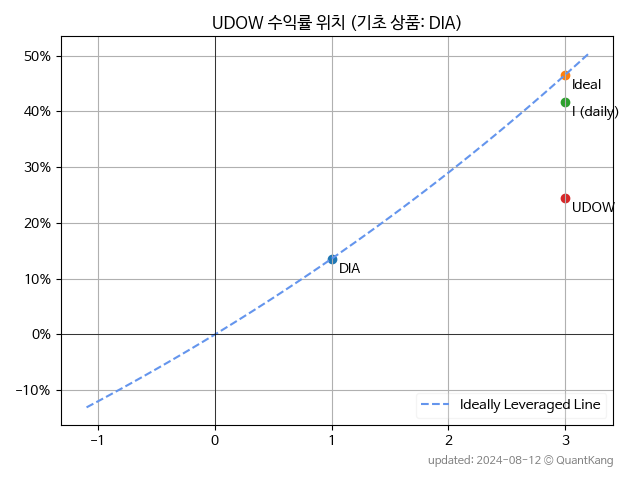 UDOW 수익률 위치 (기초 상품: DIA)
50%
40%
30%
20%
10%
0%
−10%
Ideal
I (daily)
UDOW
DIA
Ideally Leveraged Line
−1
0
1
2
3
updated: 2024-08-12 © QuantKang